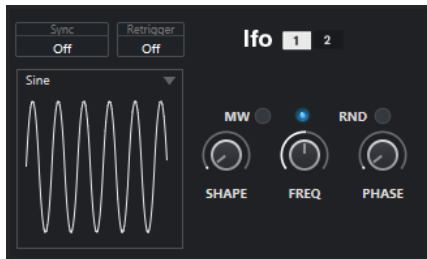 Sync
Off
Retrigger
Off
lfo 1 2
Sine
MW
RND
SHAPE
FREQ
PHASE